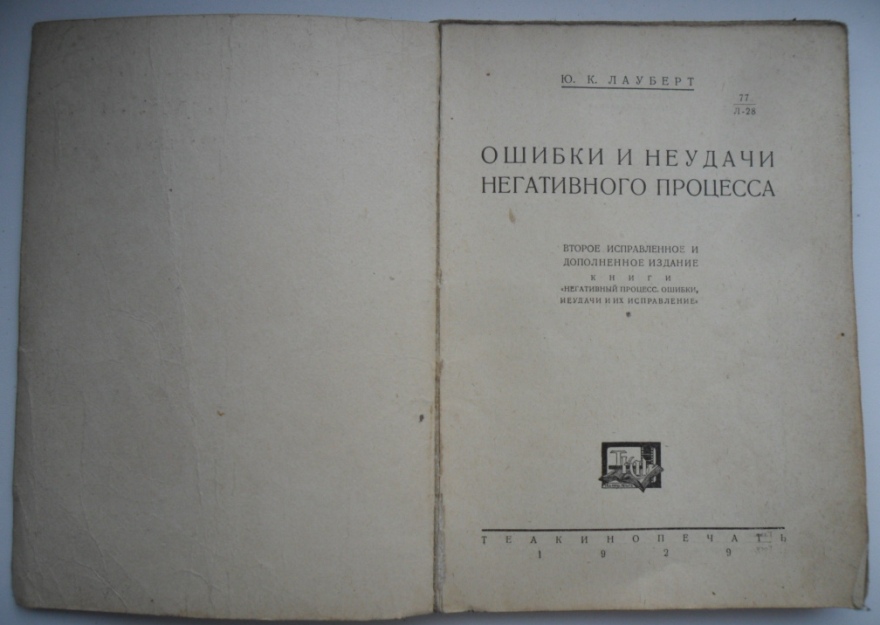 Ю. К. ЛАУБЕРТ
77
Л-28
ОШИБКИ И НЕУДАЧИ
НЕГАТИВНОГО ПРОЦЕССА
ВТОРОЕ ИСПРАВЛЕННОЕ И
ДОПОЛНЕННОЕ ИЗДАНИЕ
КНИГИ
«НЕГАТИВНЫЙ ПРОЦЕСС. ОШИБКИ,
НЕУДАЧИ И ИХ ИСПРАВЛЕНИЕ»
ТЕАКИНОПЕЧАТЬ
1929